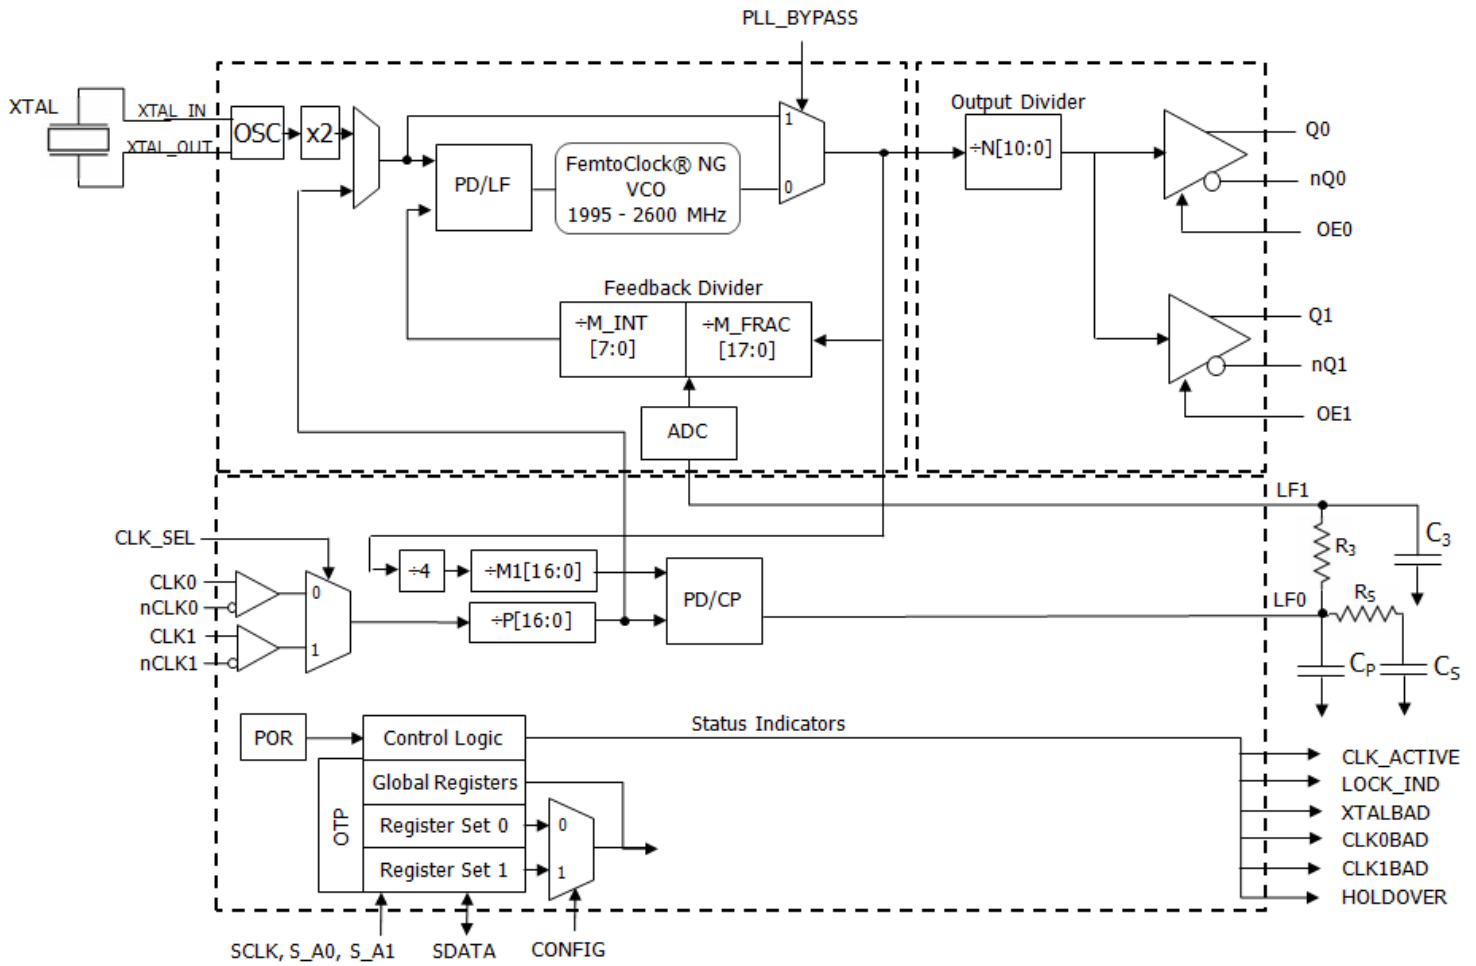 PLL_BYPASS
XTAL
XTAL_IN
XTAL_OUT
OSC
x2
PD/LF
FemtoClock® NG
VCO
1995 - 2600 MHz
1
0
Output Divider
÷N[10:0]
Q0
nQ0
OE0
Q1
nQ1
OE1
Feedback Divider
÷M_INT
[7:0]
÷M_FRAC
[17:0]
ADC
LF1
R3
C3
LF0
RS
CP
CS
CLK_SEL
CLK0
nCLK0
CLK1
nCLK1
0
1
÷4
÷M1[16:0]
÷P[16:0]
PD/CP
POR
Control Logic
Status Indicators
Global Registers
OTP
Register Set 0
Register Set 1
0
1
CLK_ACTIVE
LOCK_IND
XTALBAD
CLK0BAD
CLK1BAD
HOLDOVER
SCLK, S_A0, S_A1
SDATA
CONFIG